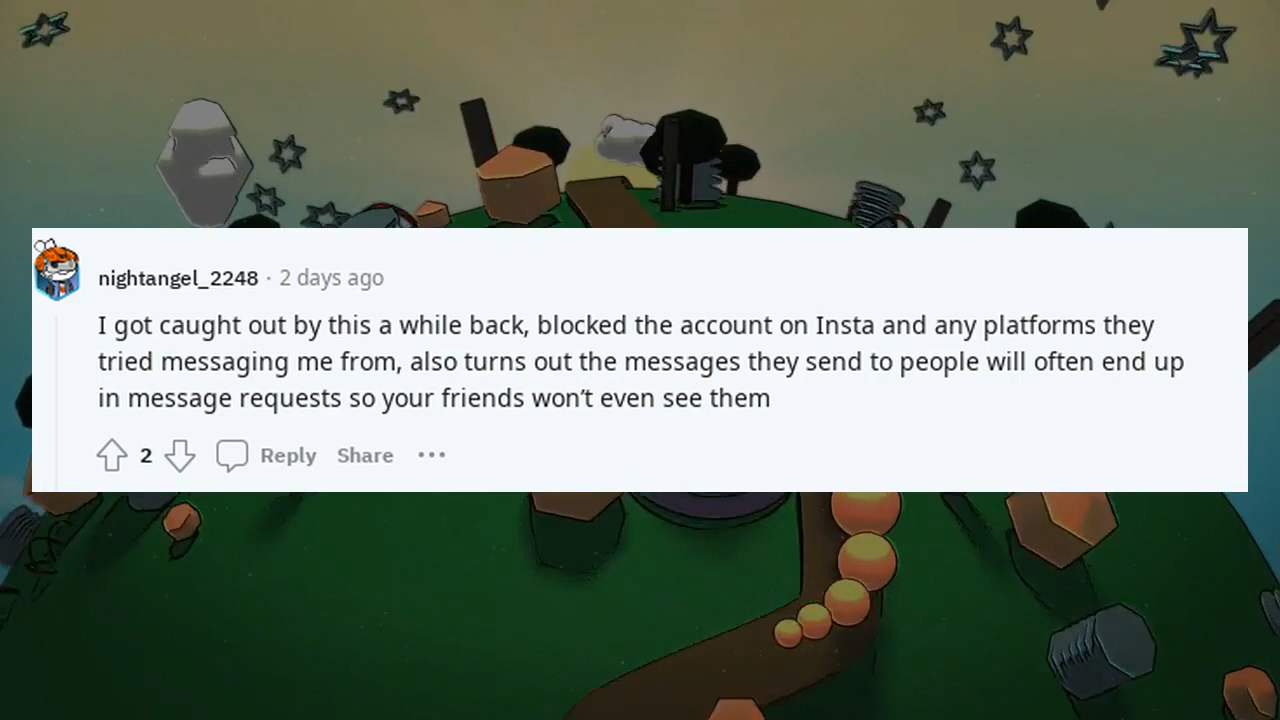 nightangel_2248 · 2 days ago
I got caught out by this a while back, blocked the account on Insta and any platforms they
tried messaging me from, also turns out the messages they send to people will often end up
in message requests so your friends won’t even see them
2 Reply Share ···